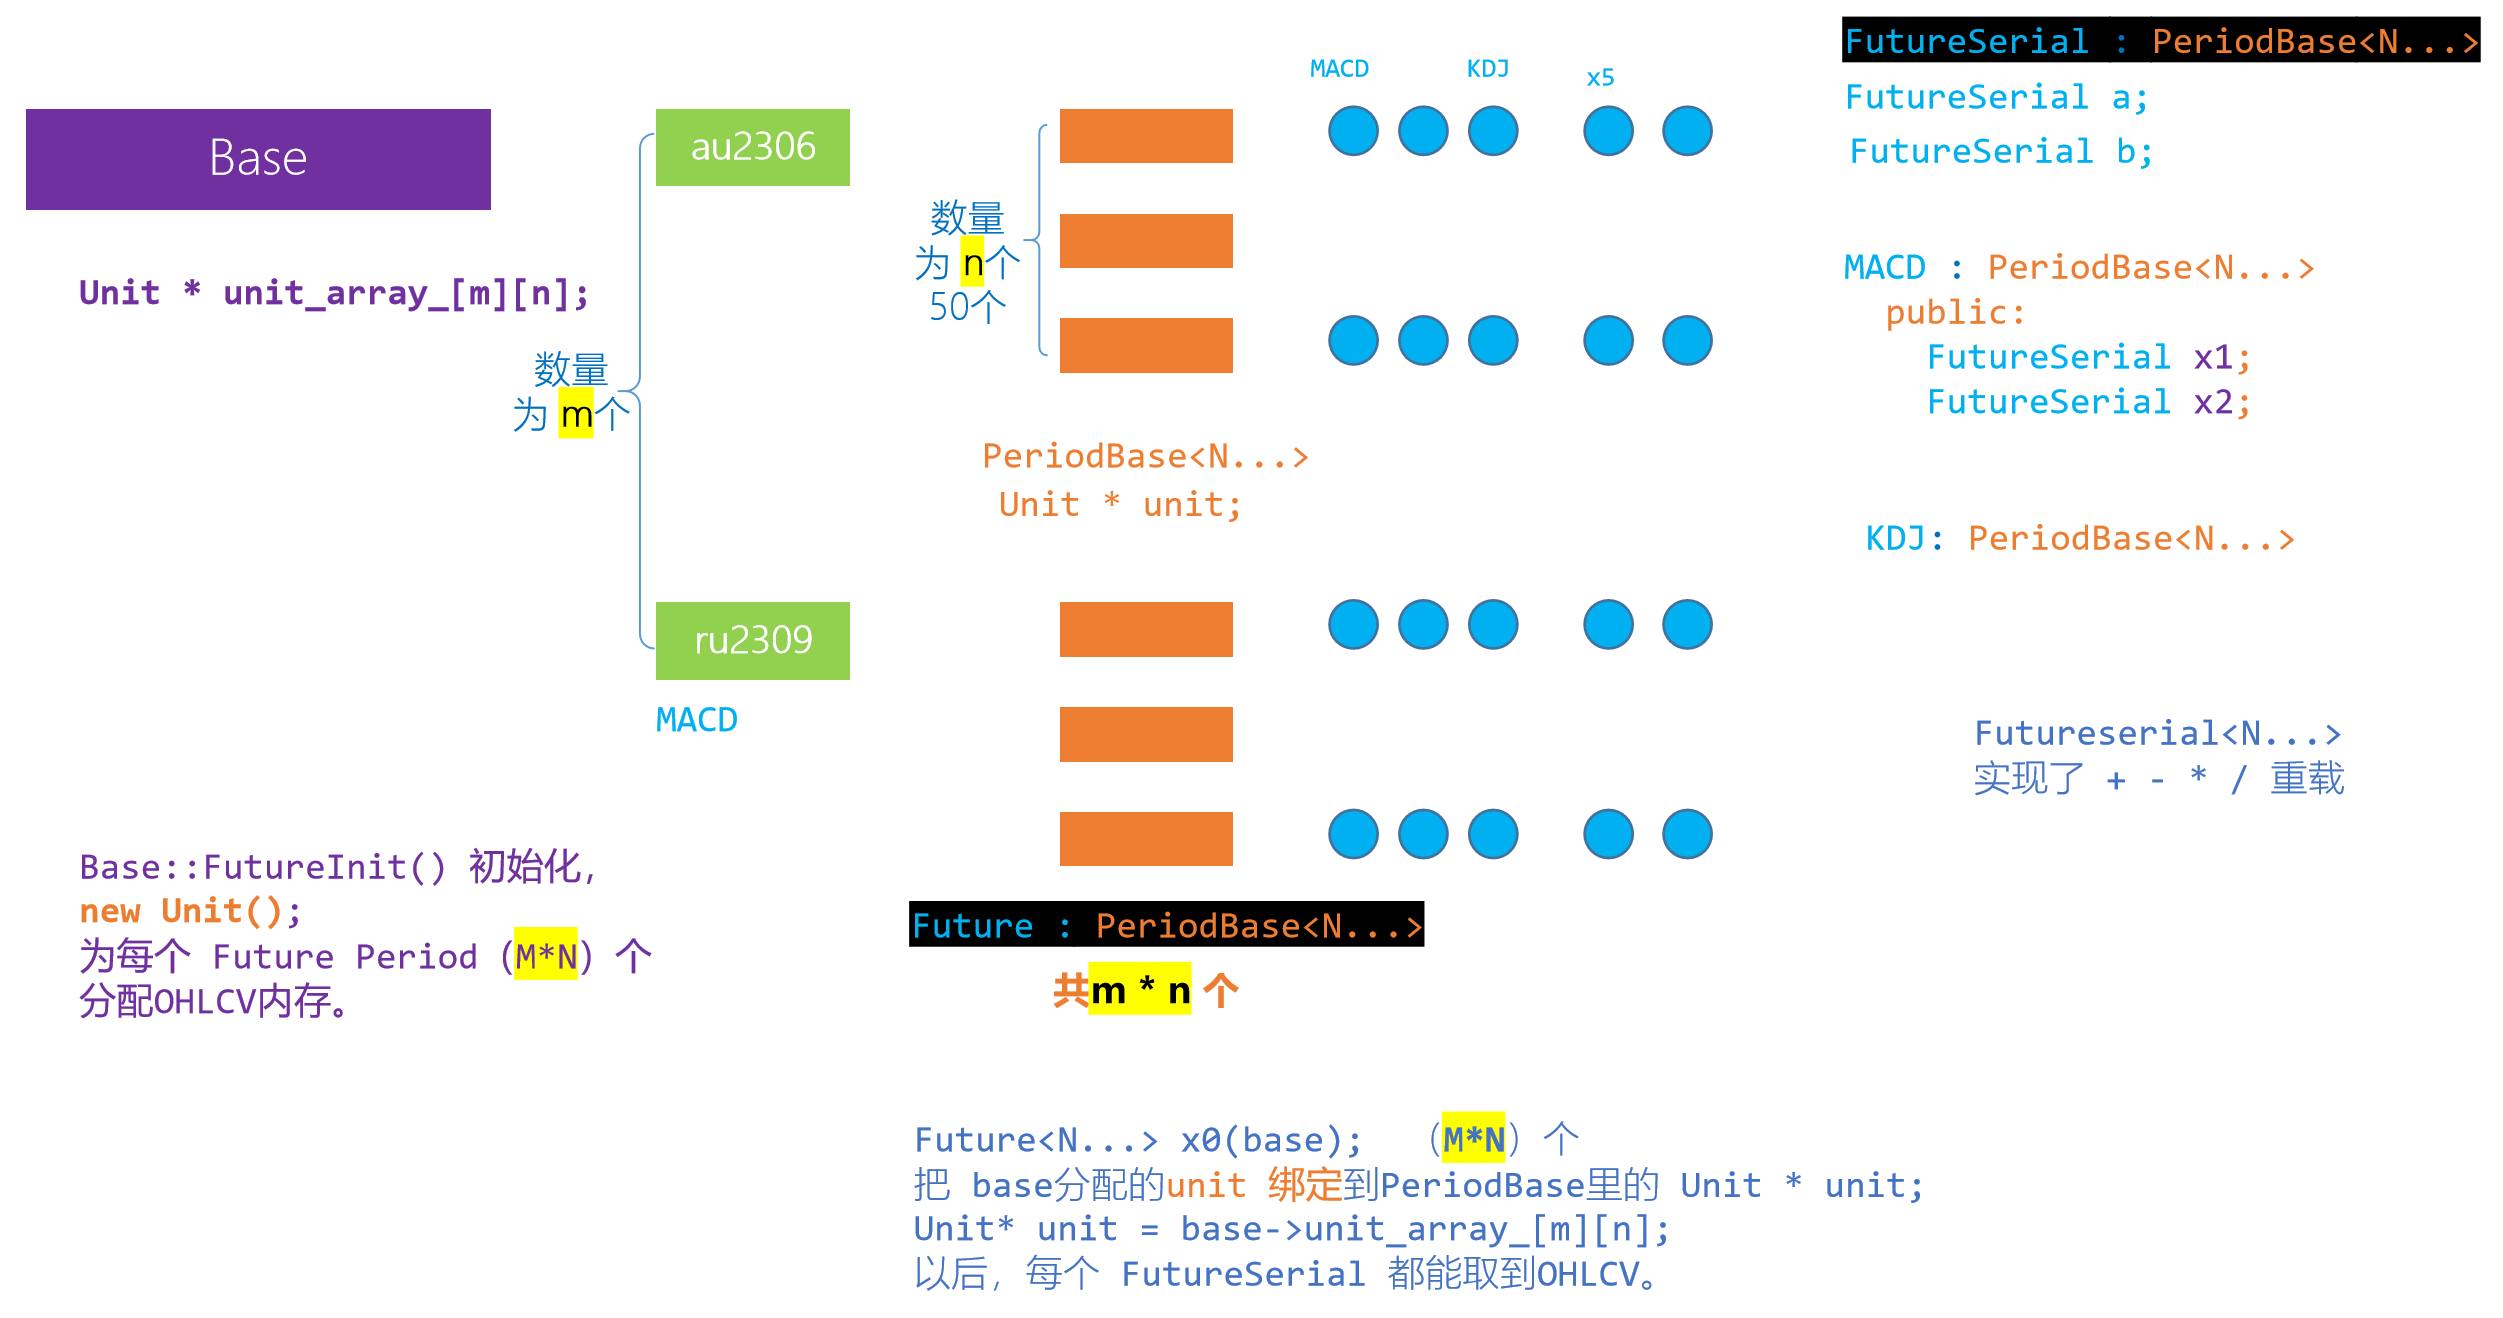 Base
Unit * unit_array_[m][n];
数量
为 m个
au2306
ru2309
MACD
数量
为 n个
50个
MACD
KDJ
x5
PeriodBase<N...>
Unit * unit;
FutureSerial : PeriodBase<N...>
FutureSerial a;
FutureSerial b;
MACD : PeriodBase<N...>
public:
FutureSerial x1;
FutureSerial x2;
KDJ: PeriodBase<N...>
Futureserial<N...>
实现了 + - * / 重载
Base::FutureInit() 初始化,
new Unit();
为每个 Future Period (M*N) 个
分配OHLCV内存。
Future : PeriodBase<N...>
共m * n 个
Future<N...> x0(base); (M*N) 个
把 base分配的unit 绑定到PeriodBase里的 Unit * unit;
Unit* unit = base->unit_array_[m][n];
以后, 每个 FutureSerial 都能取到OHLCV。